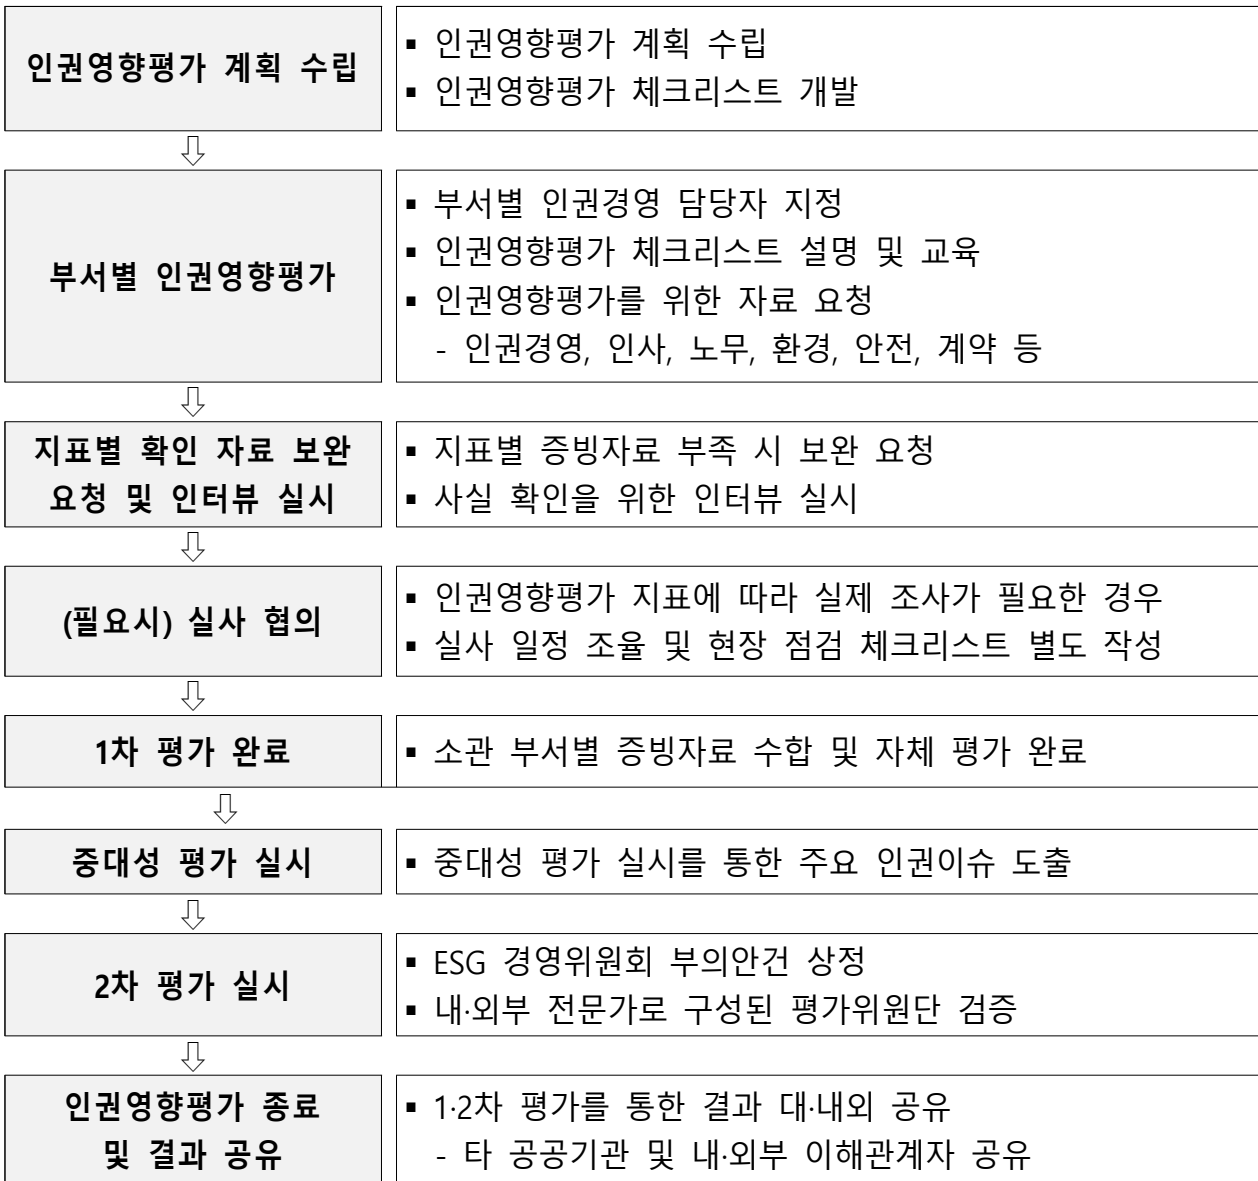 인권영향평가 계획 수립
▪ 인권영향평가 계획 수립
▪ 인권영향평가 체크리스트 개발
부서별 인권영향평가
▪ 부서별 인권경영 담당자 지정
▪ 인권영향평가 체크리스트 설명 및 교육
▪ 인권영향평가를 위한 자료 요청
- 인권경영, 인사, 노무, 환경, 안전, 계약 등
지표별 확인 자료 보완
요청 및 인터뷰 실시
▪ 지표별 증빙자료 부족 시 보완 요청
▪ 사실 확인을 위한 인터뷰 실시
(필요시) 실사 협의
▪ 인권영향평가 지표에 따라 실제 조사가 필요한 경우
▪ 실사 일정 조율 및 현장 점검 체크리스트 별도 작성
1차 평가 완료
▪ 소관 부서별 증빙자료 수합 및 자체 평가 완료
중대성 평가 실시
▪ 중대성 평가 실시를 통한 주요 인권이슈 도출
2차 평가 실시
▪ ESG 경영위원회 부의안건 상정
▪ 내·외부 전문가로 구성된 평가위원단 검증
인권영향평가 종료
및 결과 공유
▪ 1·2차 평가를 통한 결과 대·내외 공유
- 타 공공기관 및 내·외부 이해관계자 공유